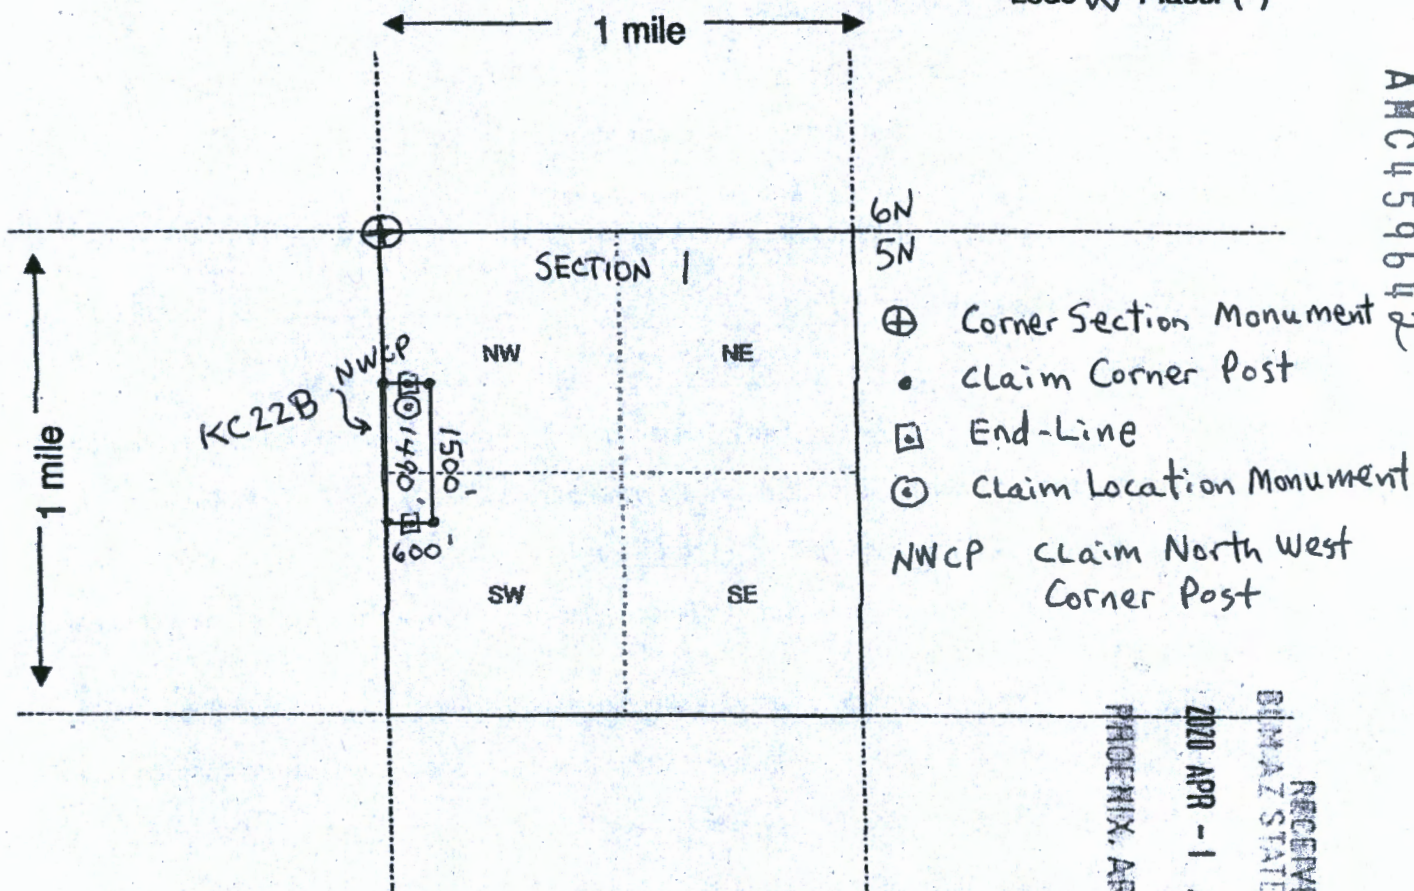 1 mile
AMC459642
6N
5N
SECTION 1
Corner Section Monument
NW
NE
NWCP
Claim Corner Post
KC22B
End-Line
1490'
1500'
Claim Location Monument
1 mile
600'
NWCP Claim North West
Corner Post
SW
SE
2020 APR -1
PHOENIX,